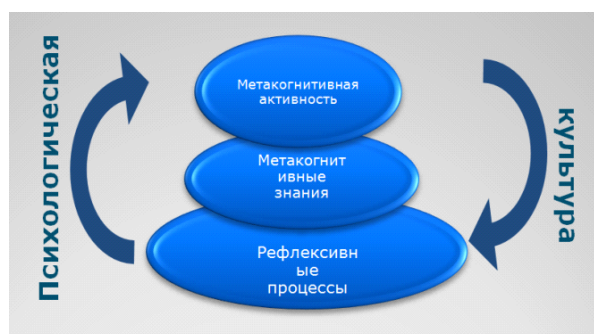 Психологическая
Метакогнитивная
активность
Метакогнит
ивные
знания
Рефлексивн
ые
процессы
культура